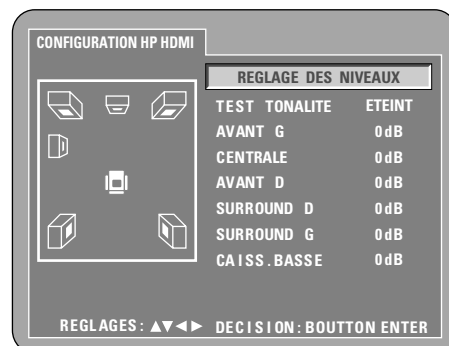 CONFIGURATION HP HDMI
REGLAGE DES NIVEAUX
TEST TONALITE ETEINT
AVANT G 0dB
CENTRALE 0dB
AVANT D 0dB
SURROUND D 0dB
SURROUND G 0dB
CAISS.BASSE 0dB
REGLAGES: ▲▼◄► DECISION:BOUTTON ENTER